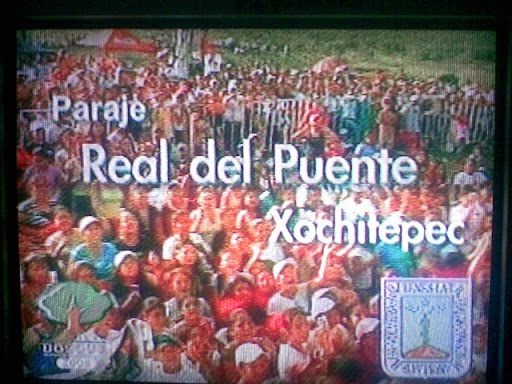 Paraje
Real del Puente
Xochitepec